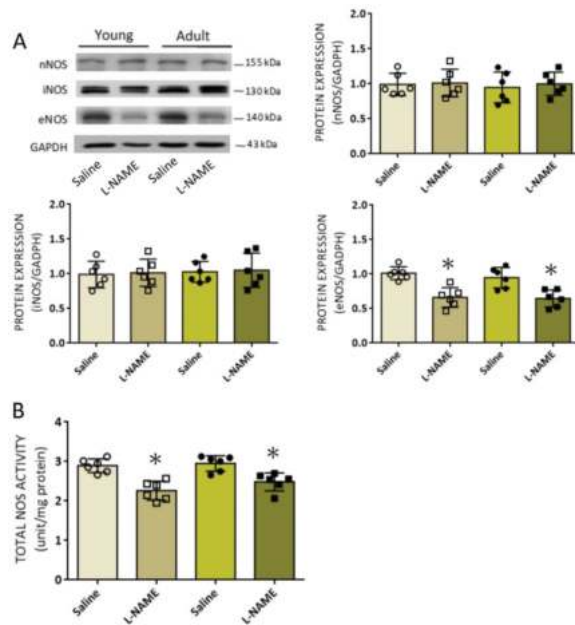 A
Young Adult
nNOS 155 kDa
iNOS 130 kDa
eNOS 140 kDa
GAPDH 43 kDa
Saline L-NAME Saline L-NAME
PROTEIN EXPRESSION
(nNOS/GADPH)
2.0
1.5
1.0
0.5
0.0
Saline L-NAME Saline L-NAME
PROTEIN EXPRESSION
(iNOS/GADPH)
2.0
1.5
1.0
0.5
0.0
Saline L-NAME Saline L-NAME
PROTEIN EXPRESSION
(eNOS/GADPH)
2.0
1.5
1.0
0.5
0.0
* *
Saline L-NAME Saline L-NAME
B
TOTAL NOS ACTIVITY
(unit/mg protein)
4
3
2
1
0
* *
Saline L-NAME Saline L-NAME